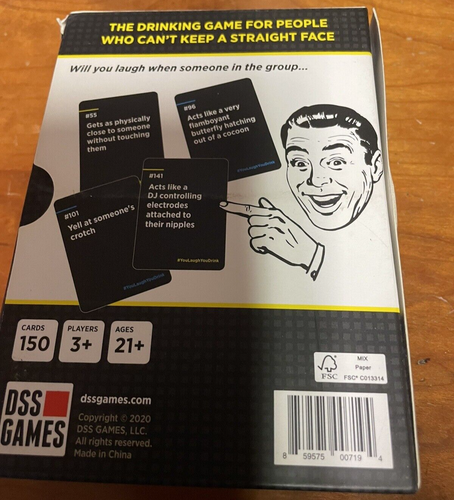 THE DRINKING GAME FOR PEOPLE
WHO CAN'T KEEP A STRAIGHT FACE
Will you laugh when someone in the group...
#55
Gets as physically
close to someone
without touching
them
#96
Acts like a very
flamboyant
butterfly hatching
out of a cocoon
#YouLaughYouDrink
#141
Acts like a
DJ controlling
electrodes
attached to
their nipples
#YouLaughYouDrink
#101
Yell at someone's
crotch
#YouLaughYouDrink
CARDS
150
PLAYERS
3+
AGES
21+
FSC
MIX
Paper
FSC® C013314
DSS
GAMES
dssgames.com
Copyright © 2020
DSS GAMES, LLC.
All rights reserved.
Made in China
8 59575 00719 4